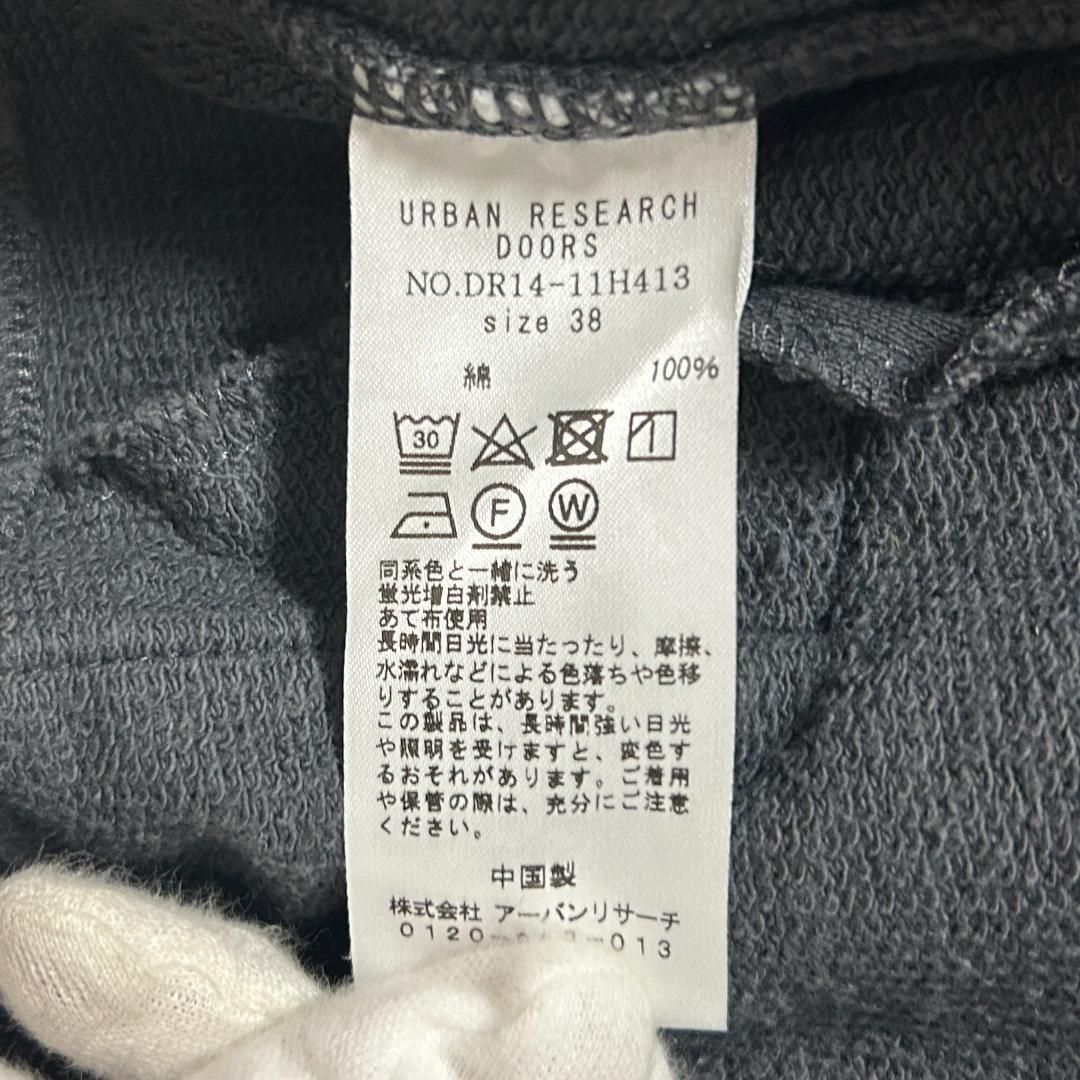 URBAN RESEARCH
DOORS
NO.DR14-11H413
size 38
綿 100%
30
F W
同系色と一緒に洗う
蛍光増白剤禁止
あて布使用
長時間日光に当たったり、摩擦、
水濡れなどによる色落ちや色移
りすることがあります。
この製品は、長時間強い日光
や照明を受けますと、変色す
るおそれがあります。ご着用
や保管の際は、充分にご注意
ください。
中国製
株式会社 アーバンリサーチ